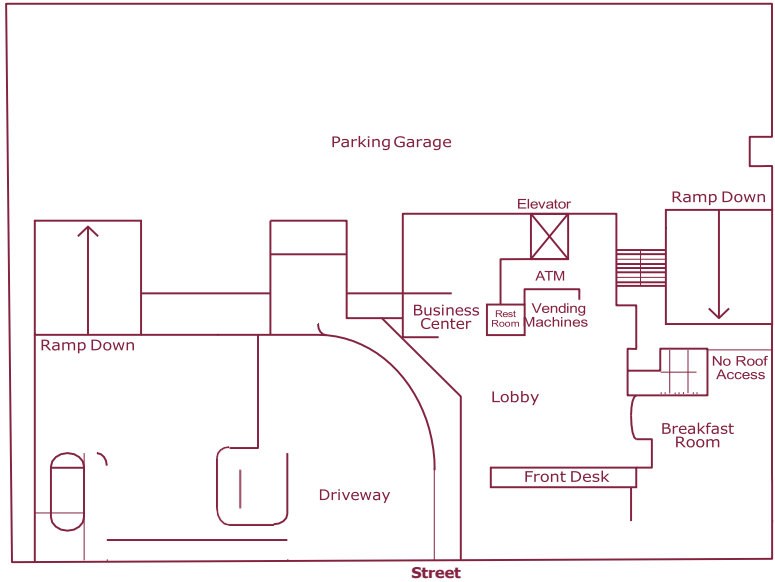 Parking Garage
Ramp Down
Elevator
ATM
Business
Center
Rest
Room
Vending
Machines
Ramp Down
No Roof
Access
Lobby
Breakfast
Room
Front Desk
Driveway
Street